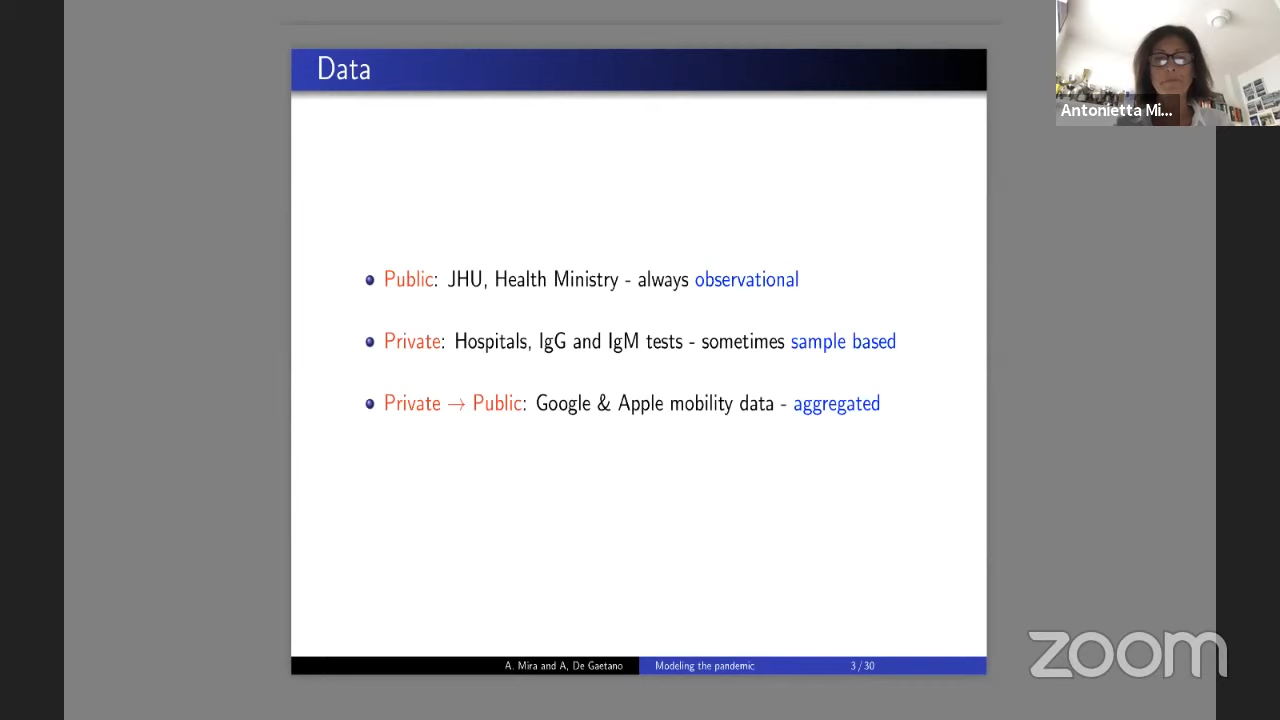 Data
Antonietta Mi...
Public: JHU, Health Ministry - always observational
Private: Hospitals, IgG and IgM tests - sometimes sample based
Private → Public: Google & Apple mobility data - aggregated
A. Mira and A, De Gaetano
Modeling the pandemic
3 / 30
zoom